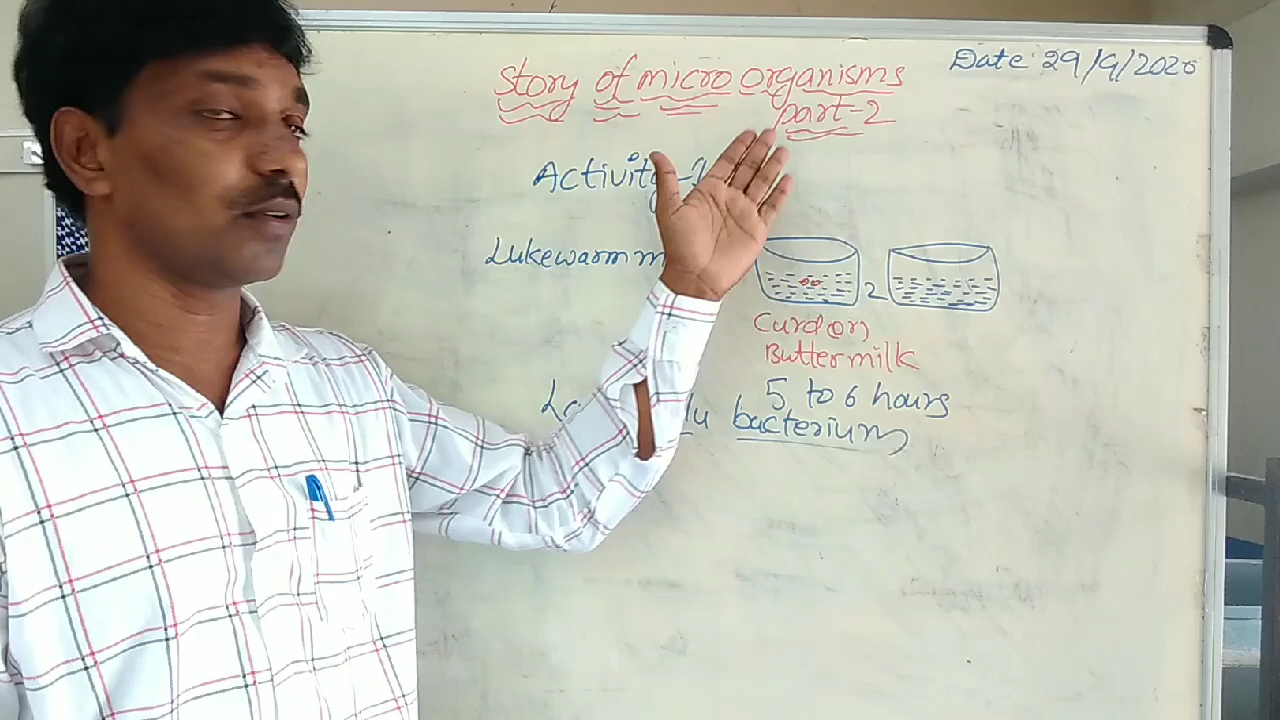 Date 29/9/2020
Story of micro organisms
part-2
Activity-
Lukewarm m
2
Curd (or)
Butter milk
5 to 6 hours
bacterium